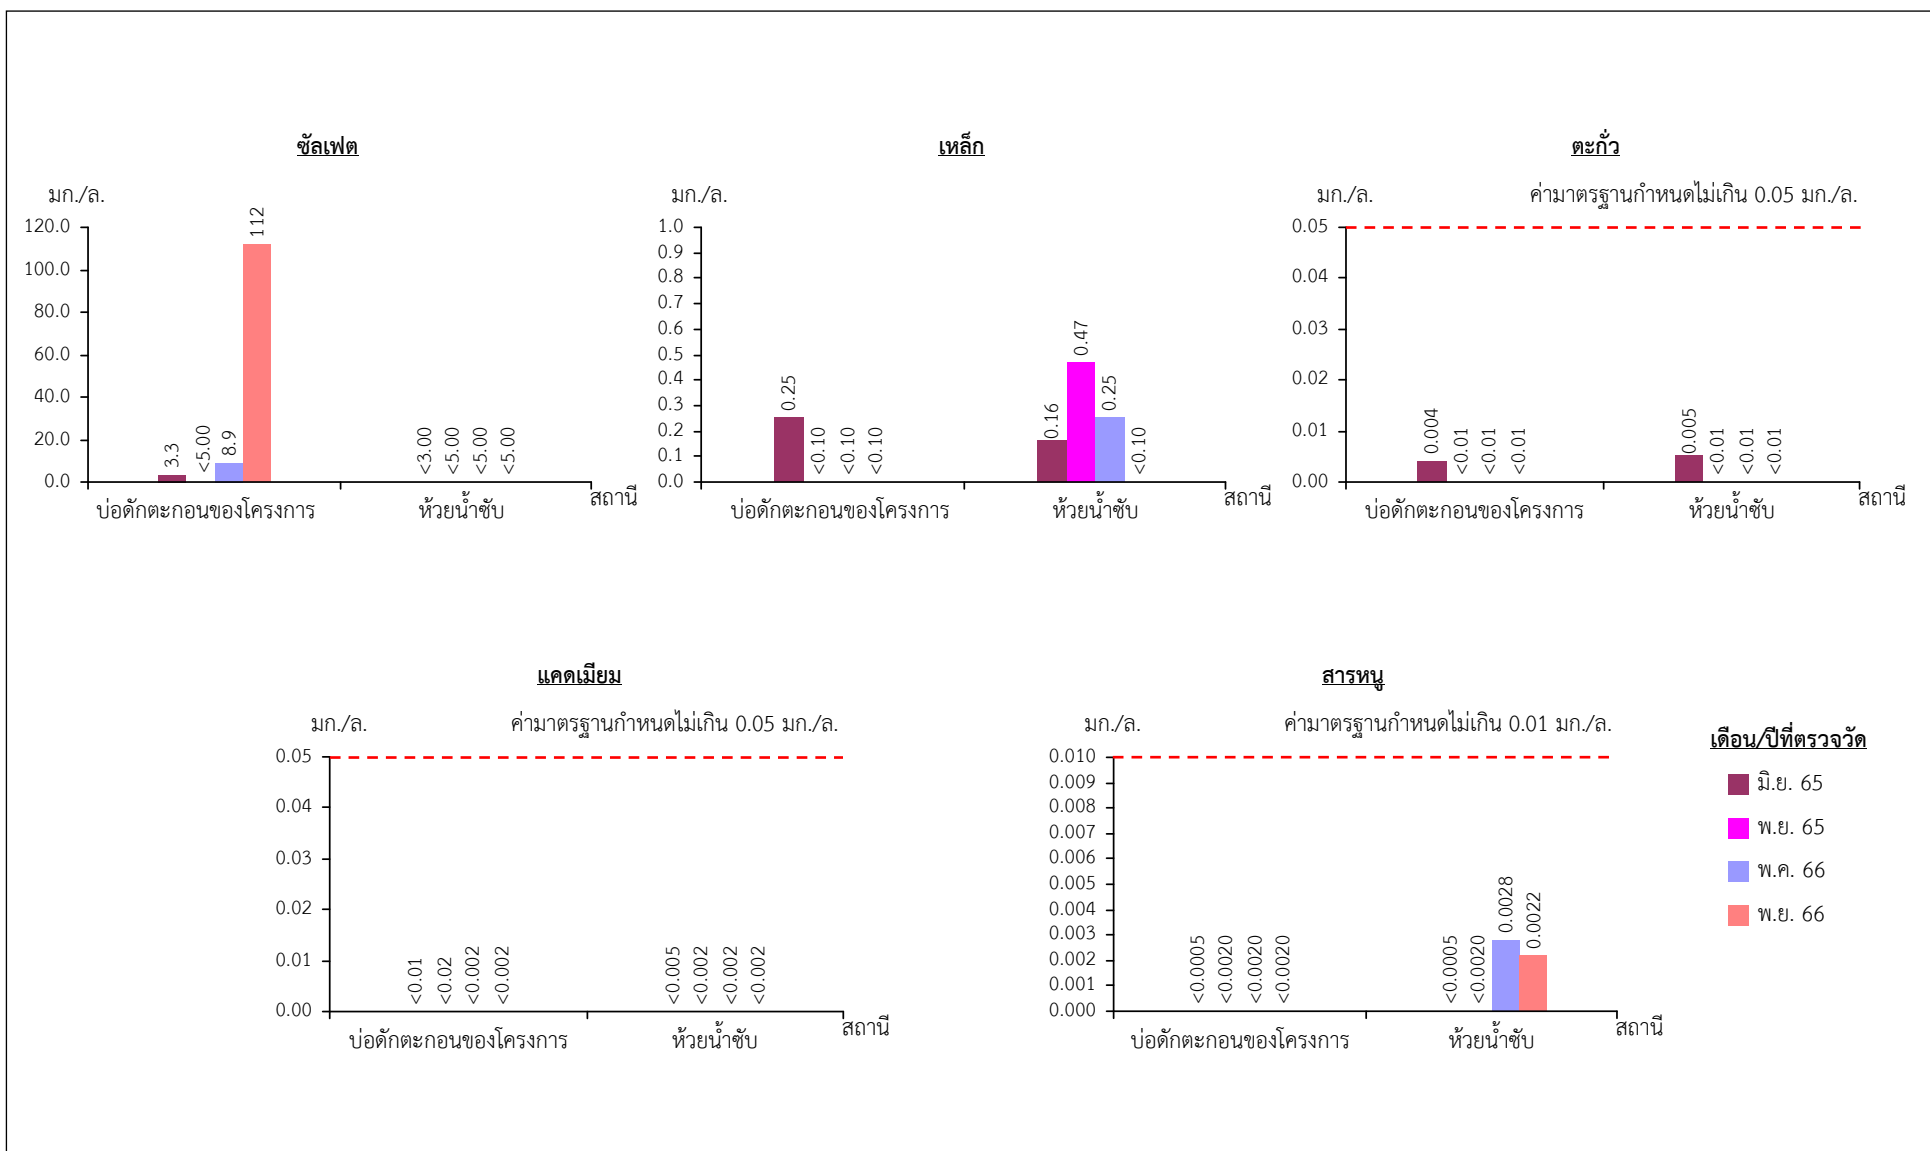 ซัลเฟต
มก./ล.
120.0
100.0
80.0
60.0
40.0
20.0
0.0
3.3
<5.00
8.9
112
<3.00
<5.00
<5.00
<5.00
บ่อดักตะกอนของโครงการ
ห้วยน้ำซับ
สถานี
เหล็ก
มก./ล.
1.0
0.9
0.8
0.7
0.6
0.5
0.4
0.3
0.2
0.1
0.0
0.25
<0.10
<0.10
<0.10
0.16
0.47
0.25
<0.10
บ่อดักตะกอนของโครงการ
ห้วยน้ำซับ
สถานี
ตะกั่ว
มก./ล.
ค่ามาตรฐานกำหนดไม่เกิน 0.05 มก./ล.
0.05
0.04
0.03
0.02
0.01
0.00
0.004
<0.01
<0.01
<0.01
0.005
<0.01
<0.01
<0.01
บ่อดักตะกอนของโครงการ
ห้วยน้ำซับ
สถานี
แคดเมียม
มก./ล.
ค่ามาตรฐานกำหนดไม่เกิน 0.05 มก./ล.
0.05
0.04
0.03
0.02
0.01
0.00
<0.01
<0.02
<0.002
<0.002
<0.005
<0.002
<0.002
<0.002
บ่อดักตะกอนของโครงการ
ห้วยน้ำซับ
สถานี
สารหนู
มก./ล.
ค่ามาตรฐานกำหนดไม่เกิน 0.01 มก./ล.
0.010
0.009
0.008
0.007
0.006
0.005
0.004
0.003
0.002
0.001
0.000
<0.0005
<0.0020
<0.0020
<0.0020
<0.0005
<0.0020
0.0028
0.0022
บ่อดักตะกอนของโครงการ
ห้วยน้ำซับ
สถานี
เดือน/ปีที่ตรวจวัด
มิ.ย. 65
พ.ย. 65
พ.ค. 66
พ.ย. 66